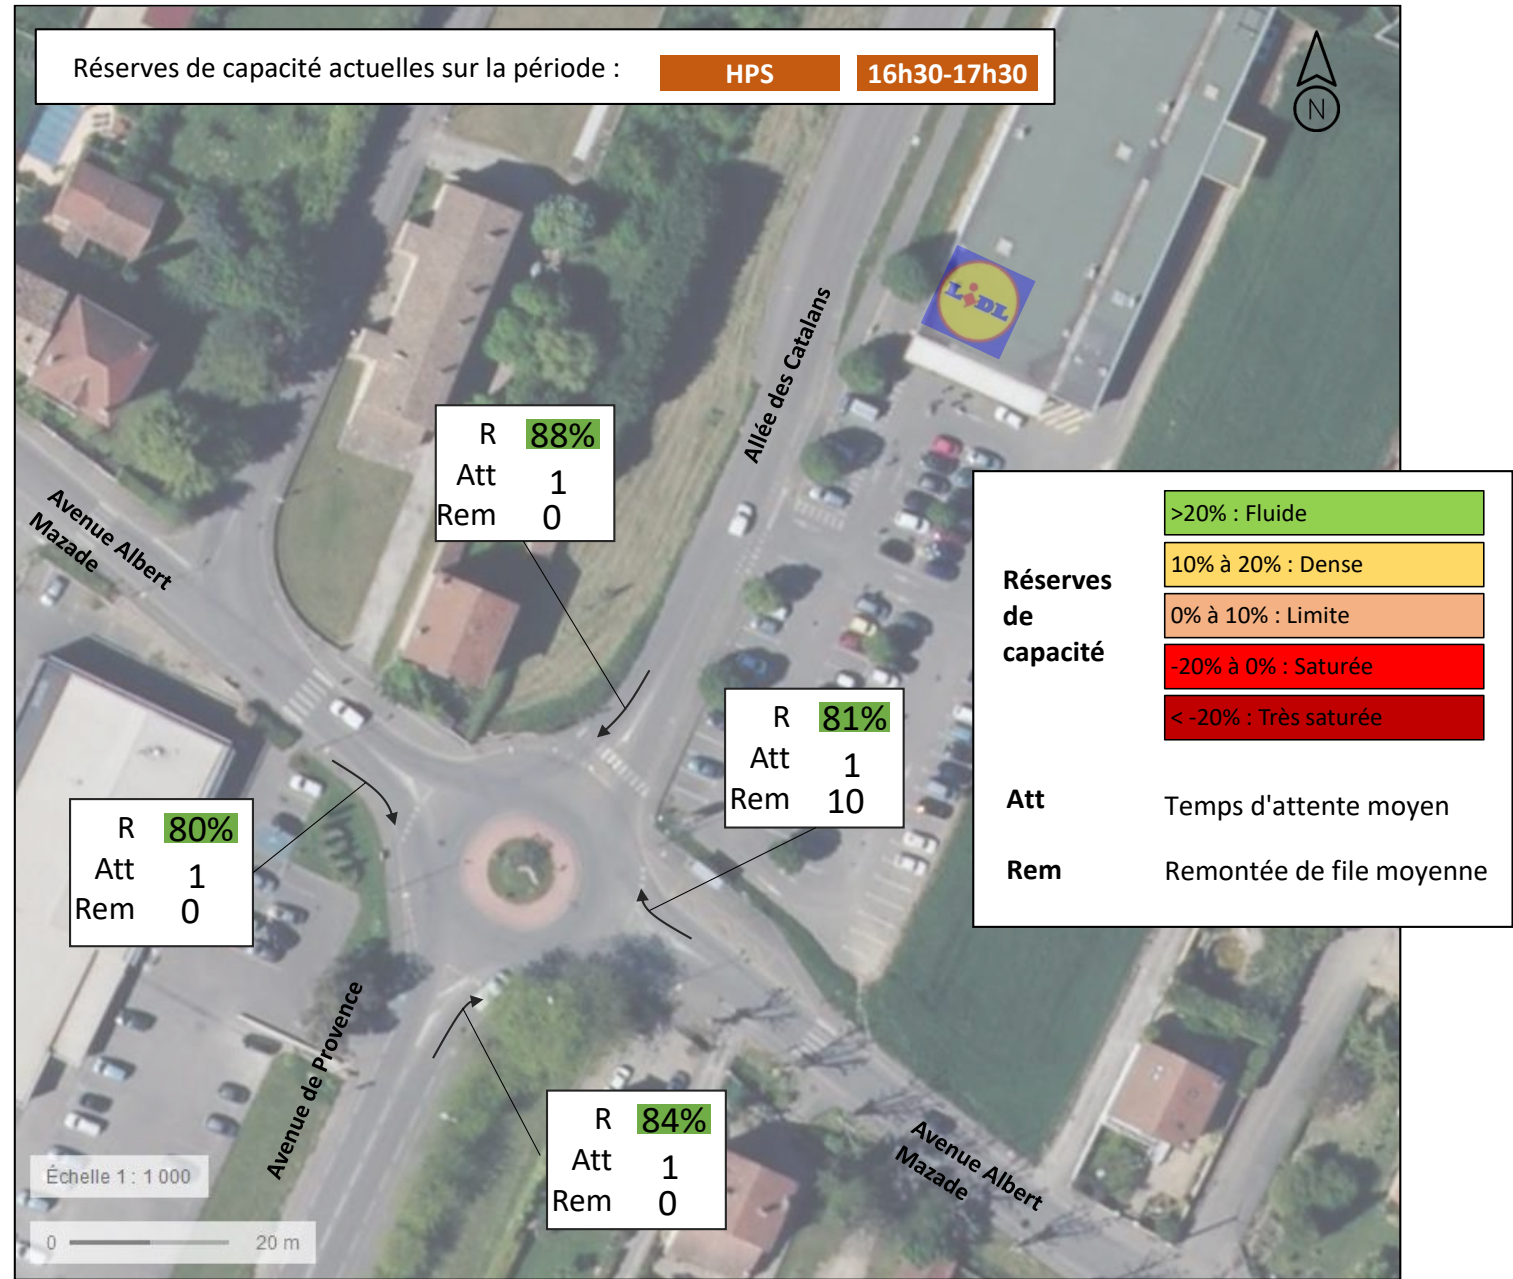 Réserves de capacité actuelles sur la période : HPS 16h30-17h30
N
LIDL
Allée des Catalans
R 88%
Att 1
Rem 0
Avenue Albert
Mazade
>20% : Fluide
10% à 20% : Dense
Réserves
de
capacité
0% à 10% : Limite
-20% à 0% : Saturée
< -20% : Très saturée
Att Temps d'attente moyen
Rem Remontée de file moyenne
R 81%
Att 1
Rem 10
R 80%
Att 1
Rem 0
Avenue de Provence
R 84%
Att 1
Rem 0
Avenue Albert
Mazade
Échelle 1 : 1 000
0 20 m